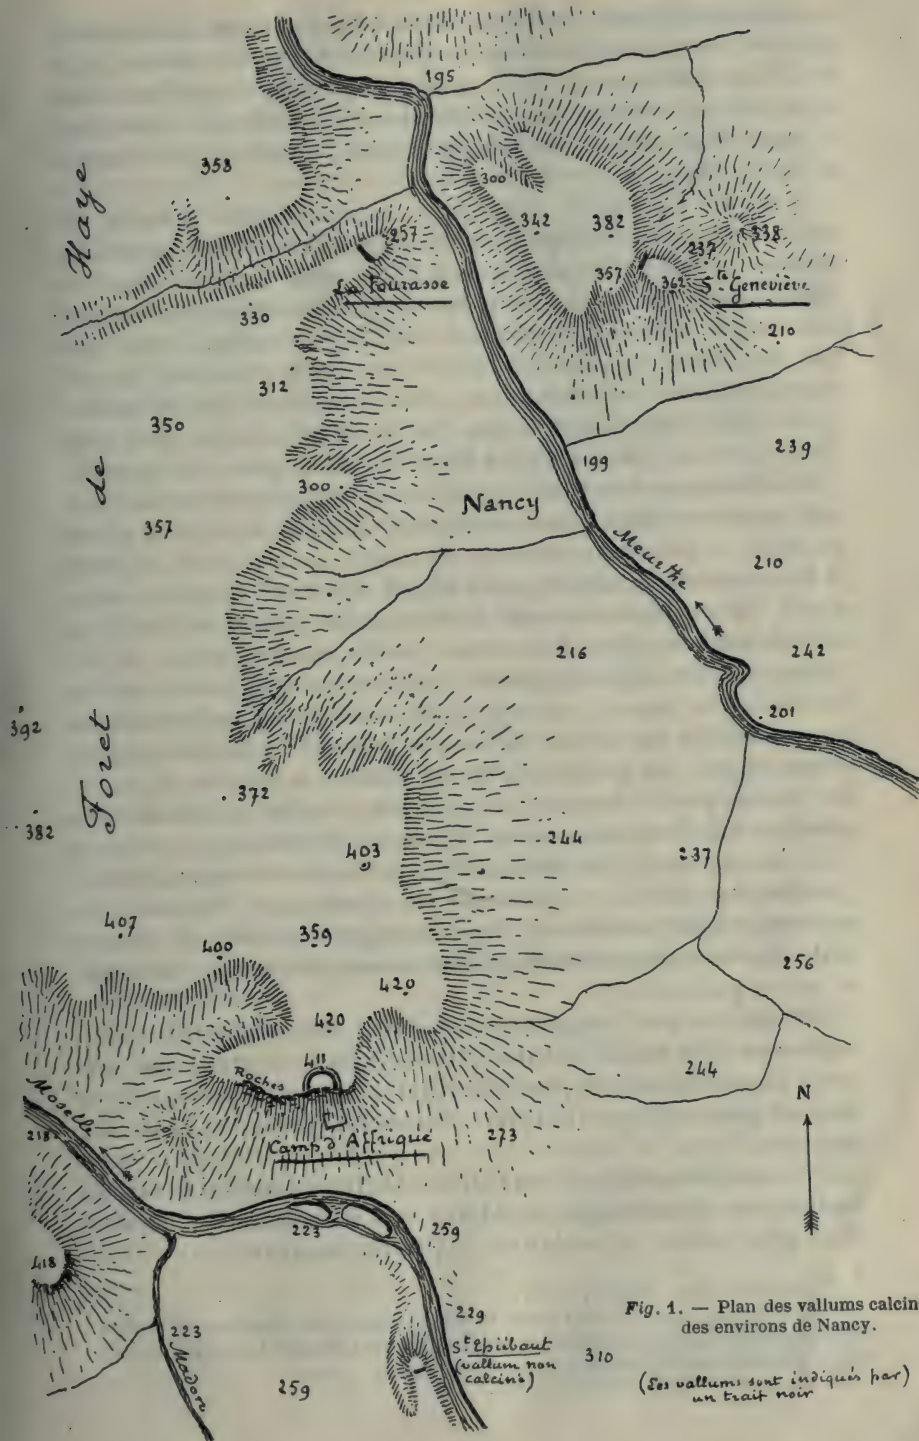 195
Haye
358
300
342
382
338
257
237
La Fourasse
357
362
Ste Geneviève
330
210
312
350
239
199
300
Nancy
357
Meurthe
210
216
242
de
201
392
Foret
372
382
403
244
237
407
359
400
256
420
420
411
Roches
244
N
Moselle
218
Camp d'Affrique
273
223
259
418
229
Fig. 1. — Plan des vallums calcin
des environs de Nancy.
223
St Epiébaut
(vallum non
calciné)
310
Madon
259
(Les vallums sont indiqués par)
un trait noir